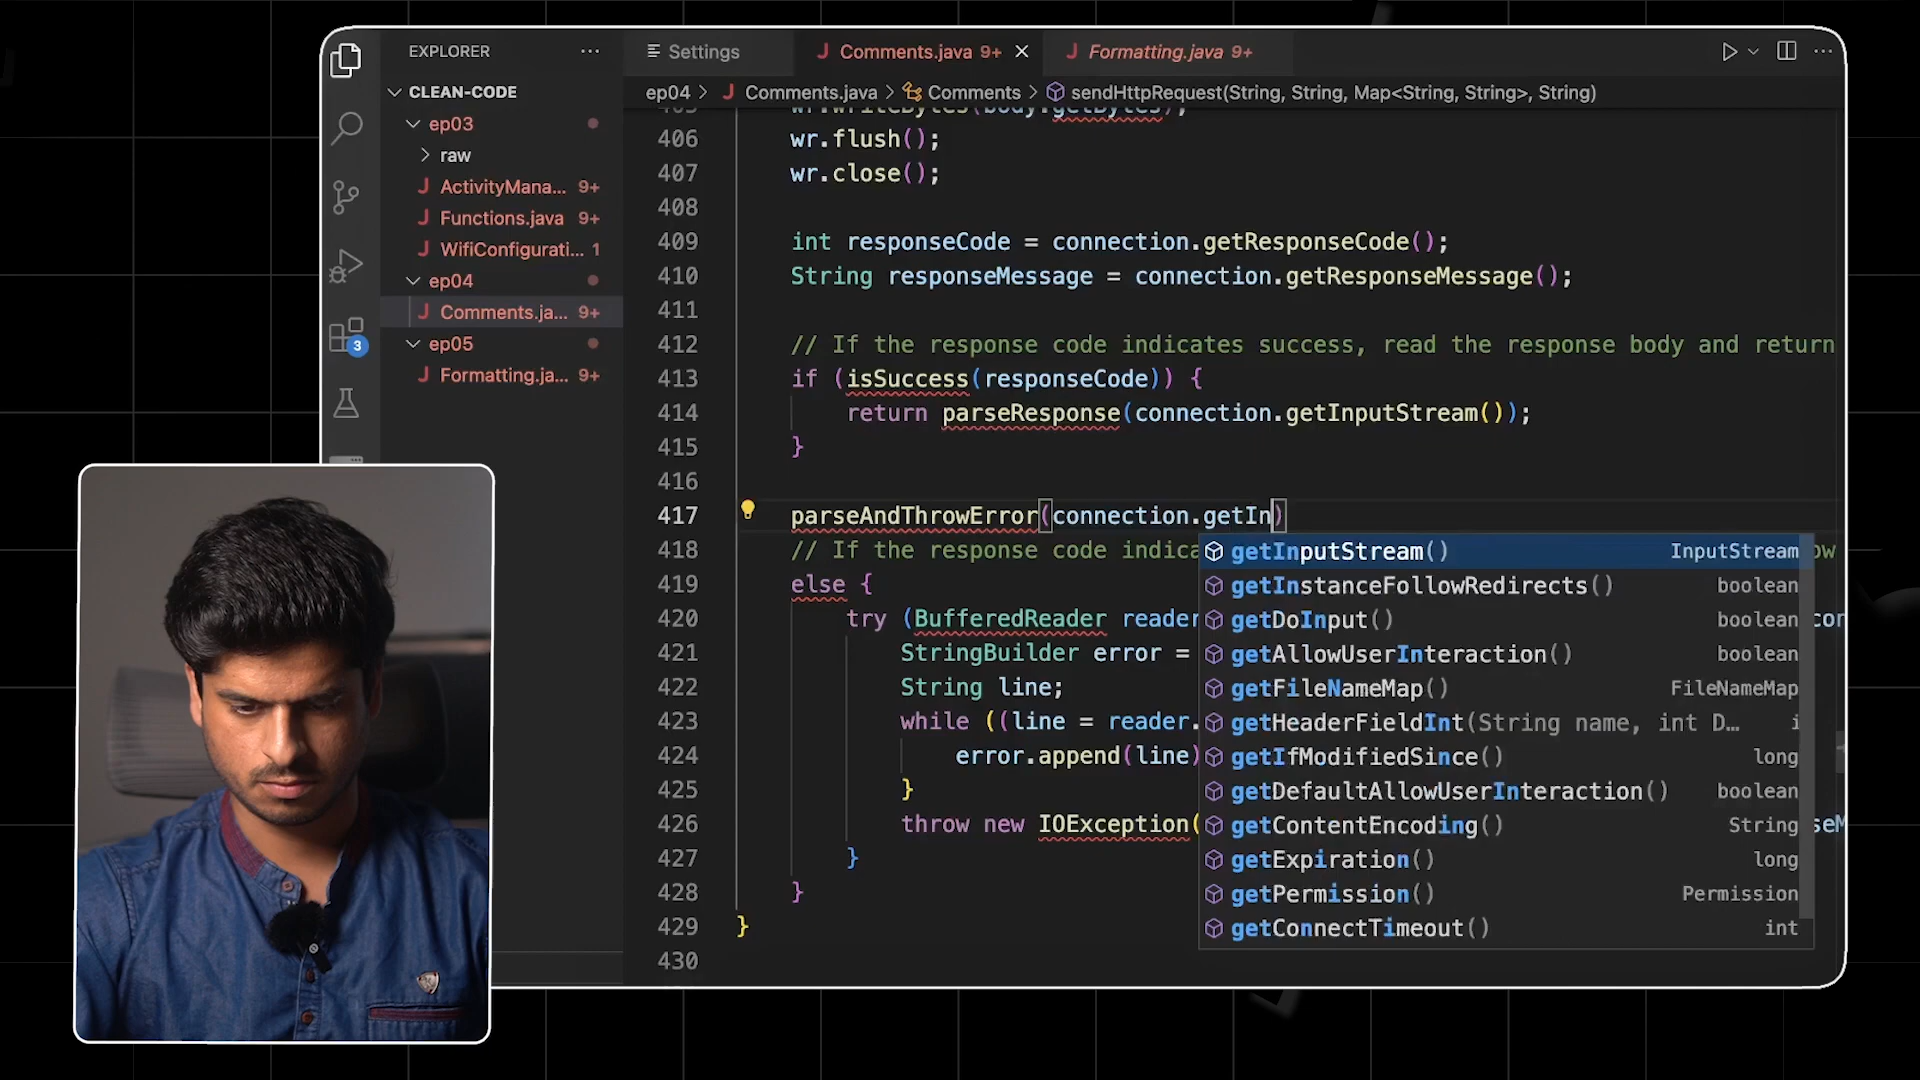 EXPLORER ...
Settings
Comments.java 9+
Formatting.java 9+
CLEAN-CODE
ep04 > J Comments.java > Comments > sendHttpRequest(String, String, Map<String, String>, String)
ep03
raw
J ActivityMana... 9+
J Functions.java 9+
J WifiConfigurati... 1
ep04
J Comments.ja... 9+
ep05
J Formatting.ja... 9+
3
405 wr.writeBytes(body.getBytes);
406 wr.flush();
407 wr.close();
408
409 int responseCode = connection.getResponseCode();
410 String responseMessage = connection.getResponseMessage();
411
412 // If the response code indicates success, read the response body and return
413 if (isSuccess(responseCode)) {
414 return parseResponse(connection.getInputStream());
415 }
416
417 parseAndThrowError(connection.getIn)
418 // If the response code indica
419 else {
420 try (BufferedReader reader
421 StringBuilder error =
422 String line;
423 while ((line = reader.
424 error.append(line)
425 }
426 throw new IOException(
427 }
428 }
429 }
430
getInputStream() InputStream
getInstanceFollowRedirects() boolean
getDoInput() boolean
getAllowUserInteraction() boolean
getFileNameMap() FileNameMap
getHeaderFieldInt(String name, int D… i
getIfModifiedSince() long
getDefaultAllowUserInteraction() boolean
getContentEncoding() String
getExpiration() long
getPermission() Permission
getConnectTimeout() int